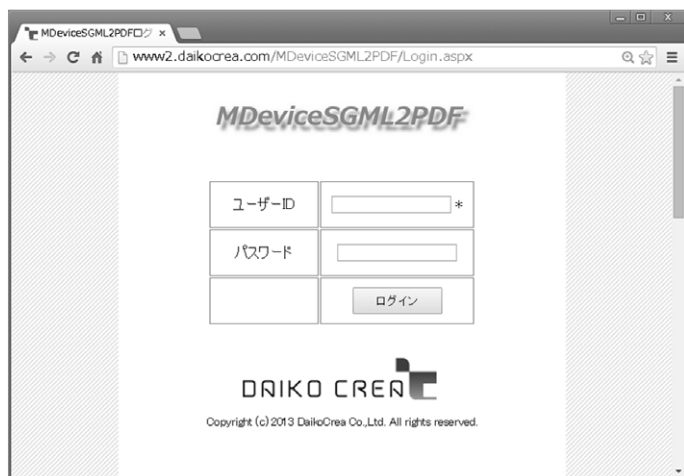 MDeviceSGML2PDFログ ×
www2.daikocrea.com/MDeviceSGML2PDF/Login.aspx
MDeviceSGML2PDF
ユーザーID *
パスワード
ログイン
DAIKO CREA
Copyright (c) 2013 DaikoCrea Co.,Ltd. All rights reserved.